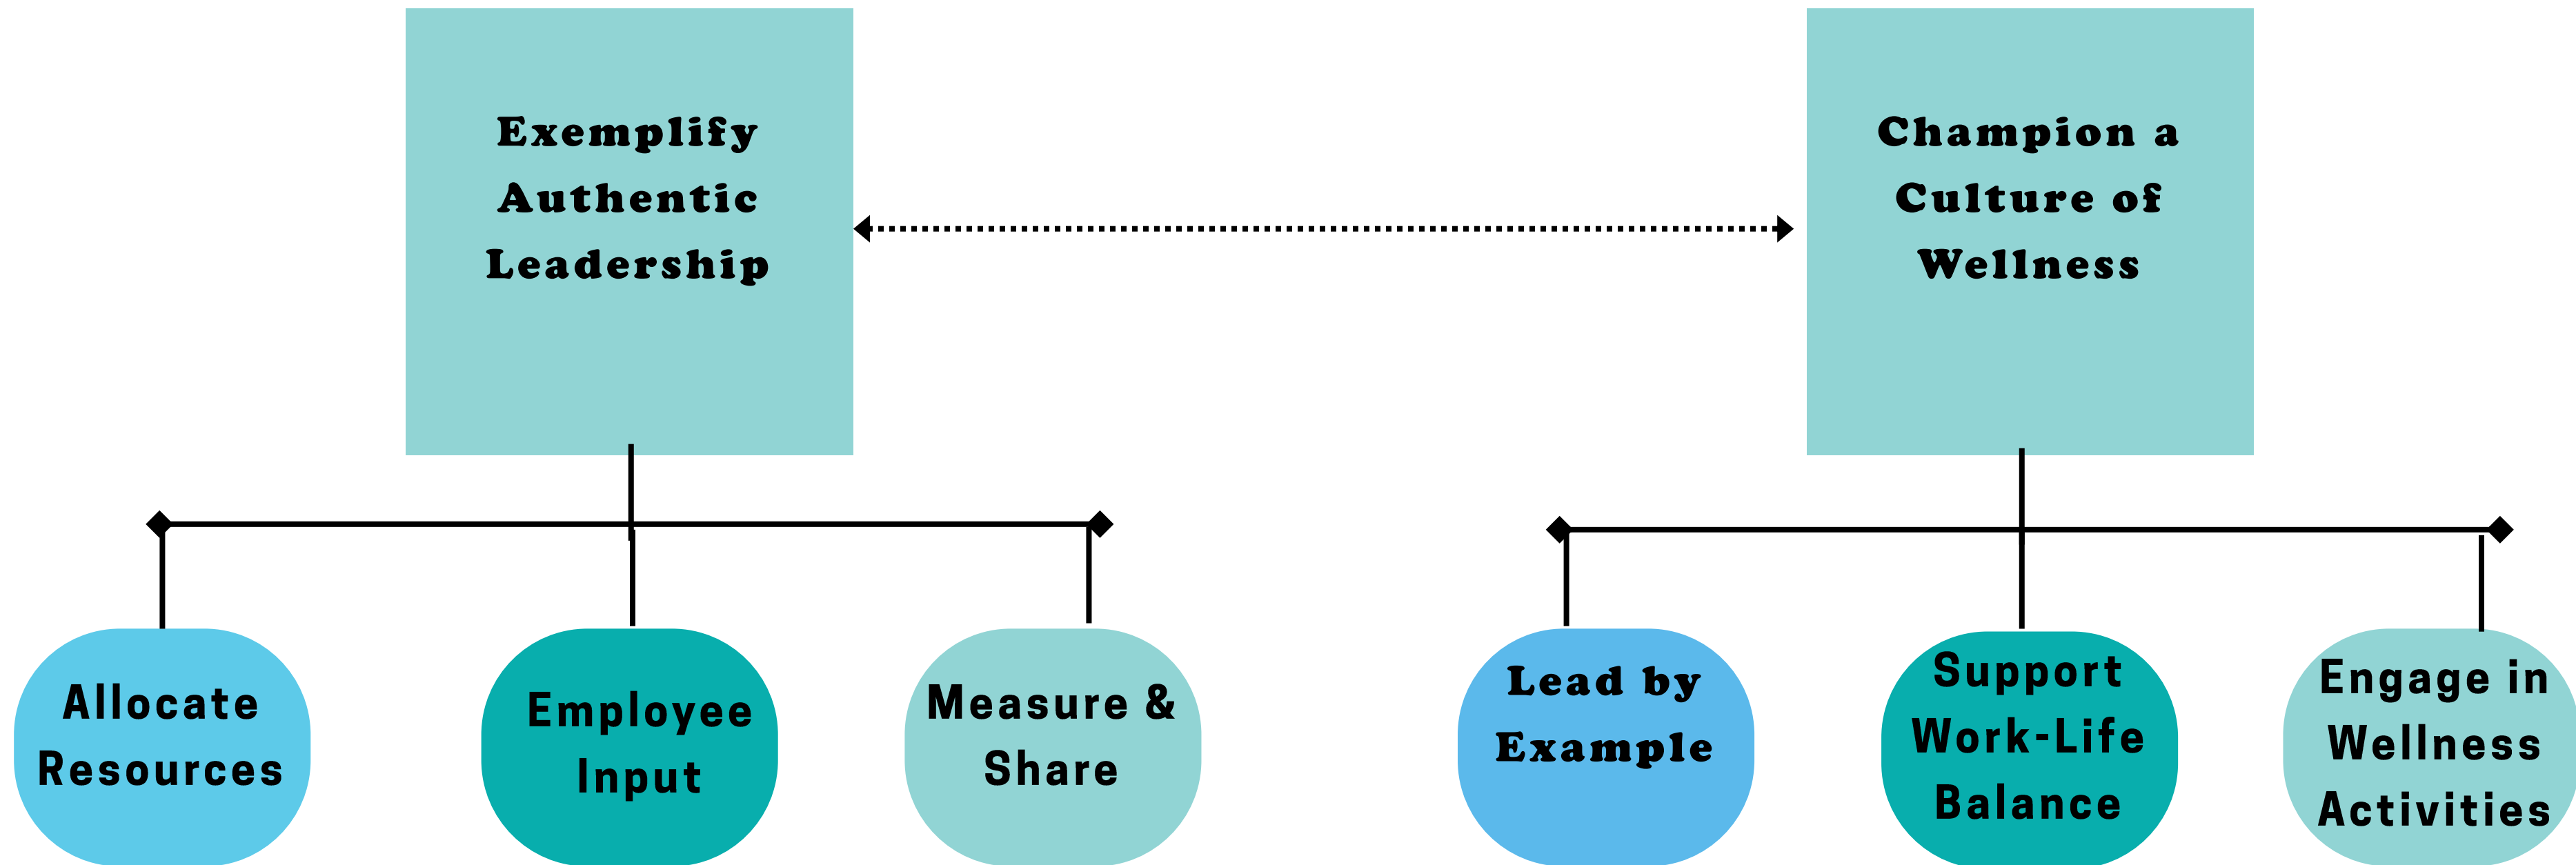 Exemplify
Authentic
Leadership
Champion a
Culture of
Wellness
Allocate
Resources
Employee
Input
Measure &
Share
Lead by
Example
Support
Work-Life
Balance
Engage in
Wellness
Activities